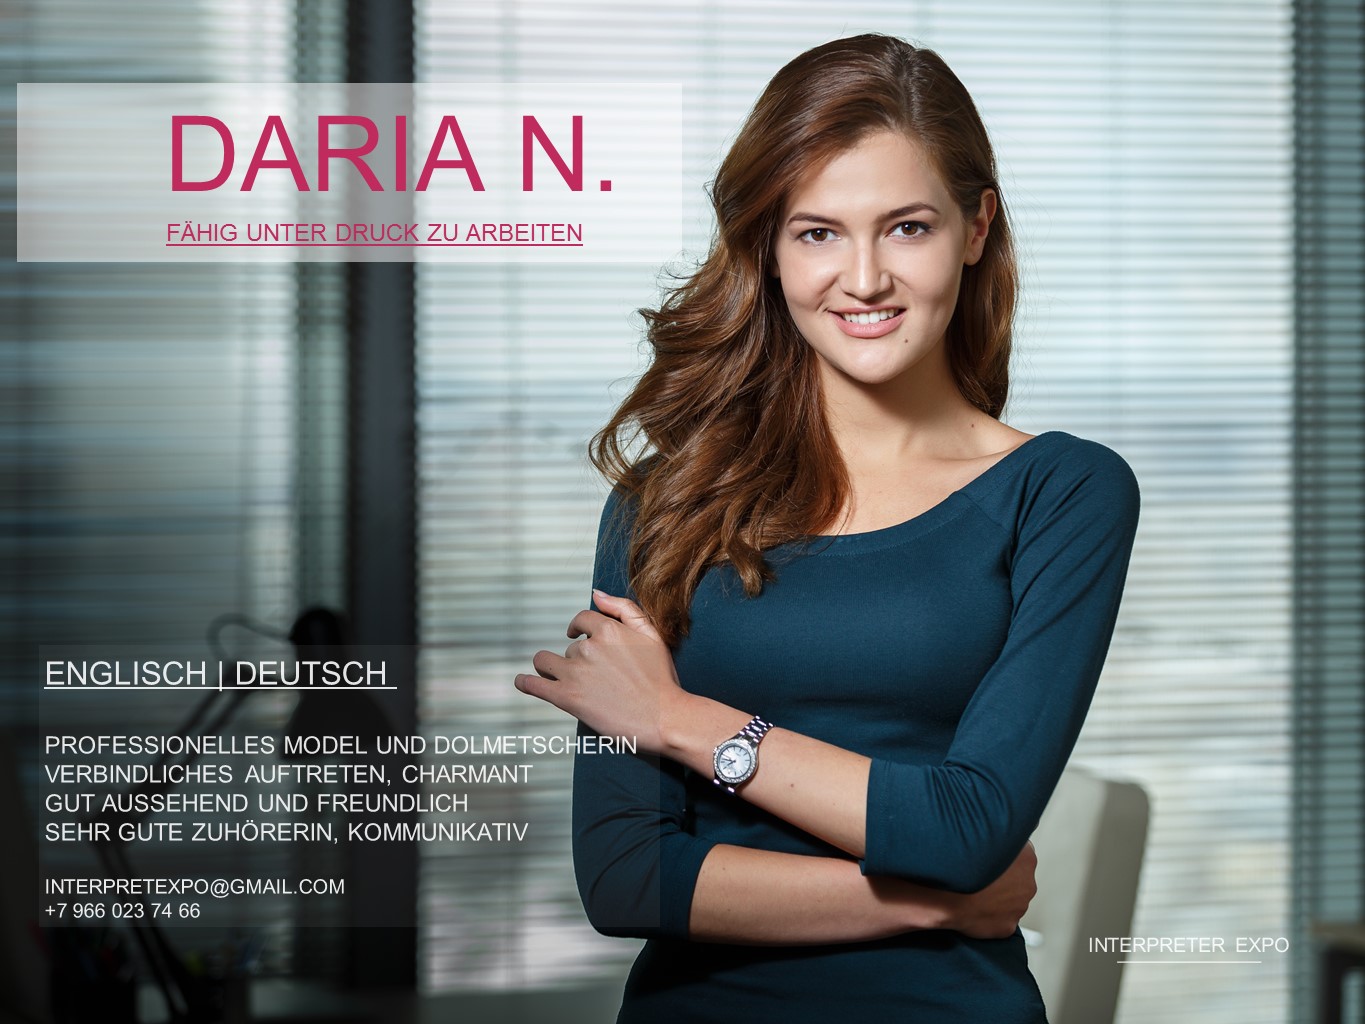 DARIA N.
FÄHIG UNTER DRUCK ZU ARBEITEN
ENGLISCH | DEUTSCH
PROFESSIONELLES MODEL UND DOLMETSCHERIN
VERBINDLICHES AUFTRETEN, CHARMANT
GUT AUSSEHEND UND FREUNDLICH
SEHR GUTE ZUHÖRERIN, KOMMUNIKATIV
INTERPRETEXPO@GMAIL.COM
+7 966 023 74 66
INTERPRETER EXPO